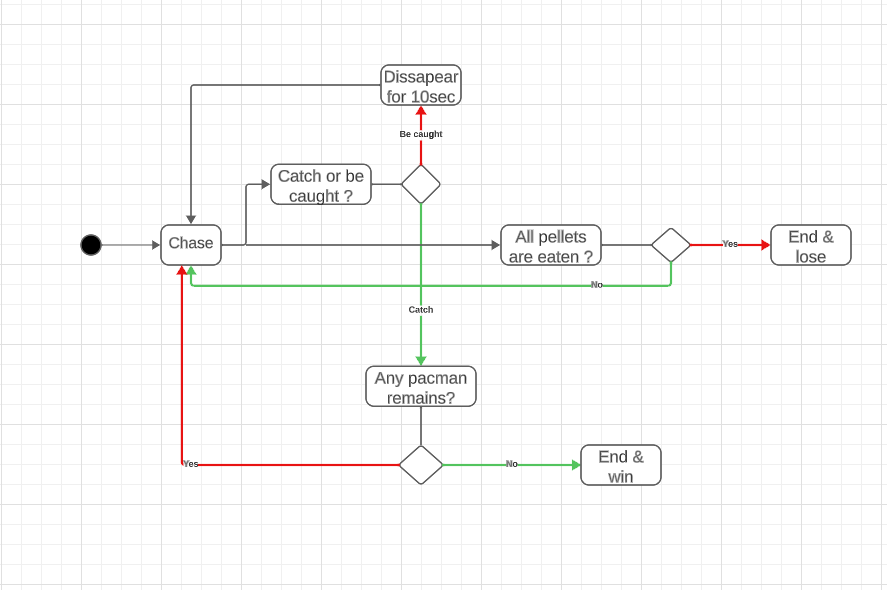 Dissapear
for 10sec
Be caught
Catch or be
caught ?
Chase
All pellets
are eaten ?
Yes
End &
lose
No
Catch
Any pacman
remains?
Yes
No
End &
win